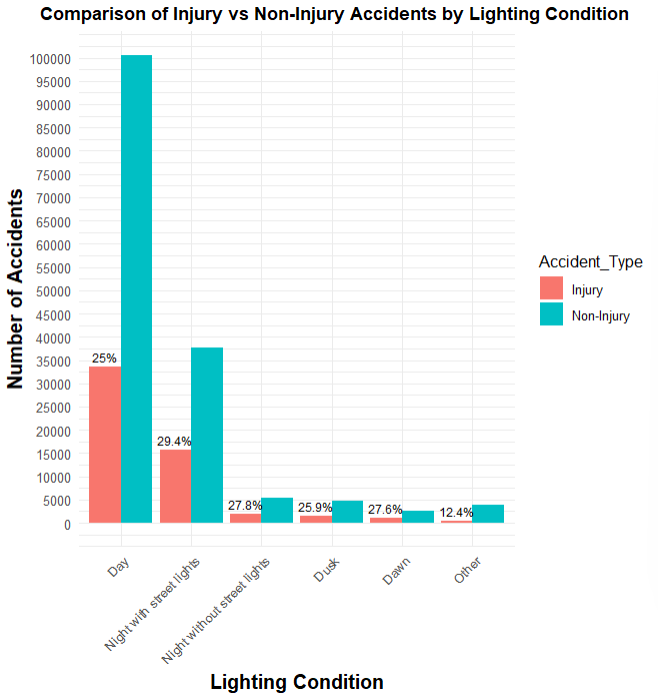 Comparison of Injury vs Non-Injury Accidents by Lighting Condition
Number of Accidents
100000
95000
90000
85000
80000
75000
70000
65000
60000
55000
50000
45000
40000
35000
30000
25000
20000
15000
10000
5000
0
25%
29.4%
27.8%
25.9%
27.6%
12.4%
Day
Night with street lights
Night without street lights
Dusk
Dawn
Other
Lighting Condition
Accident_Type
Injury
Non-Injury